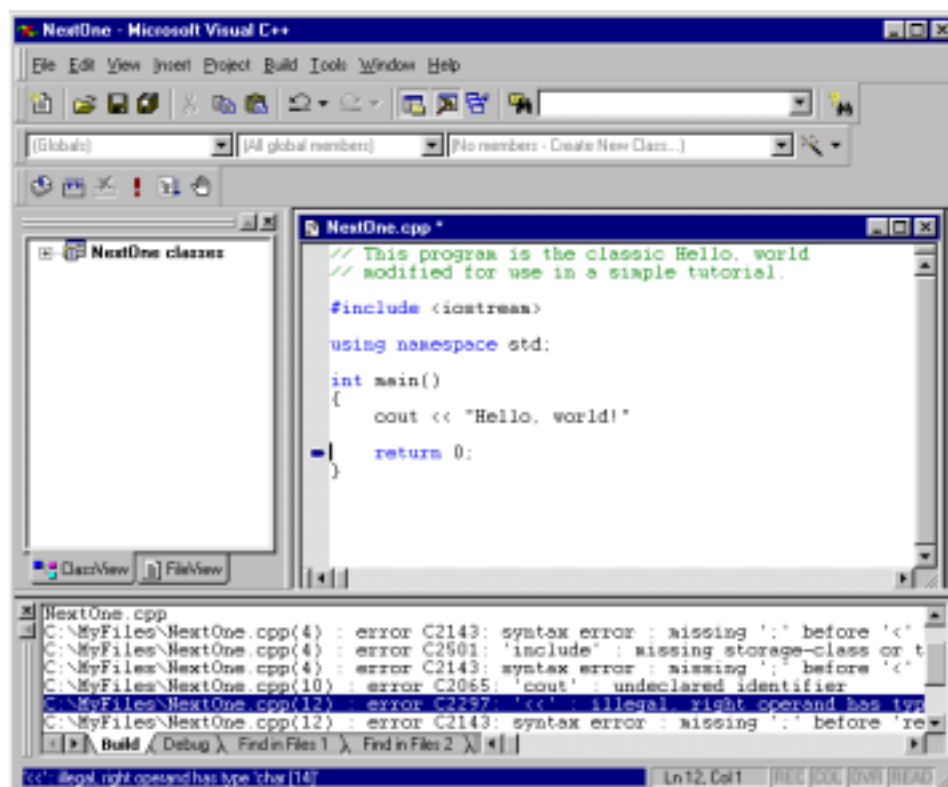 NextOne - Microsoft Visual C++
File Edit View Insert Project Build Tools Window Help
(Globals) (All global members) (No members - Create New Class...)
NextOne classes
NextOne.cpp *
// This program is the classic Hello, world
// modified for use in a simple tutorial.
#include <iostream>
using namespace std;
int main()
{
cout << "Hello, world!"
return 0;
}
ClassView FileView
NextOne.cpp
C:\MyFiles\NextOne.cpp(4) : error C2143: syntax error : missing ';' before '<'
C:\MyFiles\NextOne.cpp(4) : error C2501: 'include' : missing storage-class or t
C:\MyFiles\NextOne.cpp(4) : error C2143: syntax error : missing ';' before '<'
C:\MyFiles\NextOne.cpp(10) : error C2065: 'cout' : undeclared identifier
C:\MyFiles\NextOne.cpp(12) : error C2297: '<<' : illegal, right operand has typ
C:\MyFiles\NextOne.cpp(12) : error C2143: syntax error : missing ';' before 're
Build Debug Find in Files 1 Find in Files 2
'<<' : illegal, right operand has type 'char [14]' Ln 12, Col 1 REC COL OVR READ